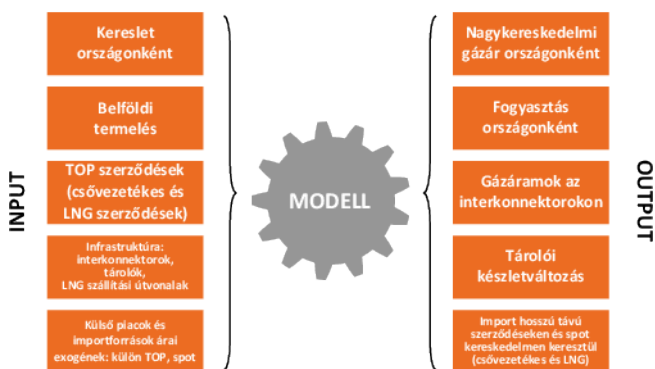 INPUT
Kereslet
országonként
Belföldi
termelés
TOP szerződések
(csővezetékes és
LNG szerződések)
Infrastruktúra:
interkonnektorok,
tárolók,
LNG szállítási útvonalak
Külső piacok és
importforrások árai
exogének: külön TOP, spot
MODELL
Nagykereskedelmi
gázár országonként
Fogyasztás
országonként
Gázáramok az
interkonnektorokon
Tárolói
készletváltozás
Import hosszú távú
szerződéseken és spot
kereskedelmen keresztül
(csővezetékes és LNG)
OUTPUT